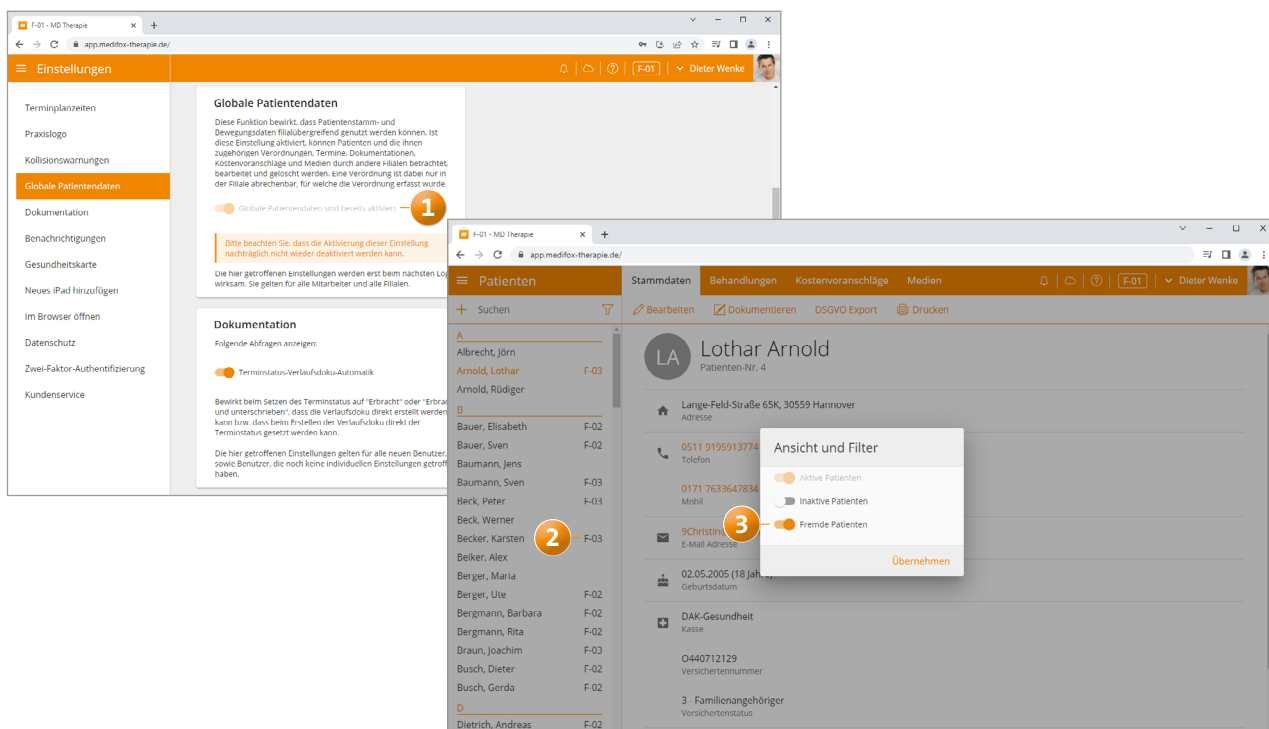 F-01 - MD Therapie
app.medifox-therapie.de/
Einstellungen
F-01
Dieter Wenke
Terminplanzeiten
Praxislogo
Kollisionswarnungen
Globale Patientendaten
Dokumentation
Benachrichtigungen
Gesundheitskarte
Neues iPad hinzufügen
Im Browser öffnen
Datenschutz
Zwei-Faktor-Authentifizierung
Kundenservice
Globale Patientendaten
Diese Funktion bewirkt, dass Patientenstamm- und
Bewegungsdaten filialübergreifend genutzt werden können. Ist
diese Einstellung aktiviert, können Patienten und die ihnen
zugehörigen Verordnungen, Termine, Dokumentationen,
Kostenvoranschläge und Medien durch andere Filialen betrachtet,
bearbeitet und gelöscht werden. Eine Verordnung ist dabei nur in
der Filiale abrechenbar, für welche die Verordnung erfasst wurde.
Globale Patientendaten sind bereits aktiviert
1
Bitte beachten Sie, dass die Aktivierung dieser Einstellung
nachträglich nicht wieder deaktiviert werden kann.
Die hier getroffenen Einstellungen werden erst beim nächsten Log
wirksam. Sie gelten für alle Mitarbeiter und alle Filialen.
Dokumentation
Folgende Abfragen anzeigen:
Terminstatus-Verlaufsdoku-Automatik
Bewirkt beim Setzen des Terminstatus auf "Erbracht" oder "Erbrac
und unterschrieben", dass die Verlaufsdoku direkt erstellt werden
kann bzw. dass beim Erstellen der Verlaufsdoku direkt der
Terminstatus gesetzt werden kann.
Die hier getroffenen Einstellungen gelten für alle neuen Benutzer,
sowie Benutzer, die noch keine individuellen Einstellungen getroff
haben.
F-01 - MD Therapie
app.medifox-therapie.de/
Patienten
Stammdaten
Behandlungen
Kostenvoranschläge
Medien
F-01
Dieter Wenke
Suchen
Bearbeiten
Dokumentieren
DSGVO Export
Drucken
A
Albrecht, Jörn
Arnold, Lothar F-03
Arnold, Rüdiger
B
Bauer, Elisabeth F-02
Bauer, Sven F-02
Baumann, Jens
Baumann, Sven F-03
Beck, Peter F-03
Beck, Werner
Becker, Karsten 2 F-03
Beiker, Alex
Berger, Maria
Berger, Ute F-02
Bergmann, Barbara F-02
Bergmann, Rita F-02
Braun, Joachim F-03
Busch, Dieter F-02
Busch, Gerda F-02
D
Dietrich, Andreas F-02
LA
Lothar Arnold
Patienten-Nr. 4
Lange-Feld-Straße 65K, 30559 Hannover
Adresse
0511 9195913774
Telefon
0171 7633647834
Mobil
9Christin
E-Mail Adresse
02.05.2005 (18 Jahre)
Geburtsdatum
DAK-Gesundheit
Kasse
O440712129
Versichertennummer
3 - Familienangehöriger
Versichertenstatus
Ansicht und Filter
Aktive Patienten
Inaktive Patienten
3
Fremde Patienten
Übernehmen